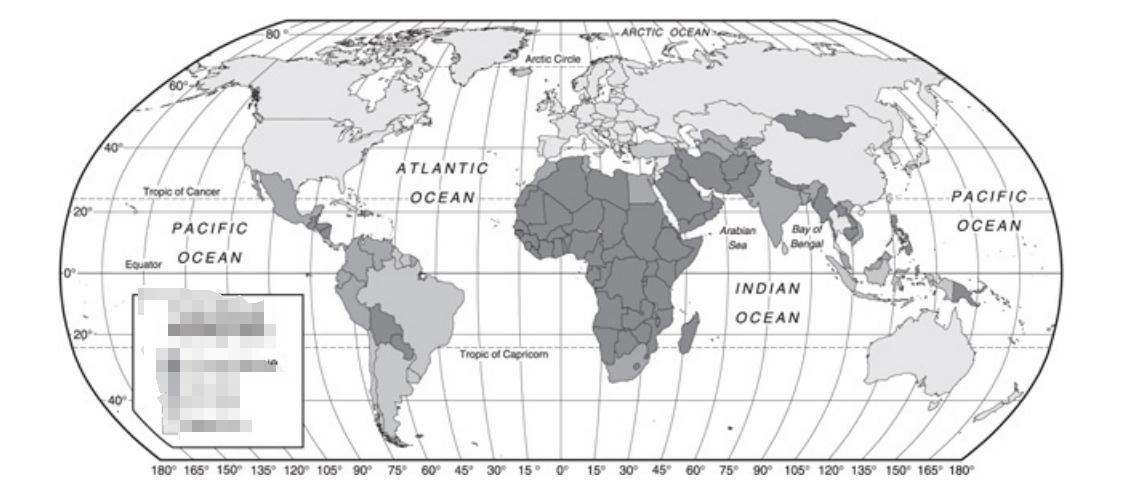 80°
ARCTIC OCEAN
Arctic Circle
60°
40°
ATLANTIC
OCEAN
Tropic of Cancer
20°
PACIFIC
OCEAN
PACIFIC
OCEAN
Arabian
Sea
Bay of
Bengal
Equator
0°
INDIAN
OCEAN
20°
Tropic of Capricorn
40°
180° 165° 150° 135° 120° 105° 90° 75° 60° 45° 30° 15° 0° 15° 30° 45° 60° 75° 90° 105° 120° 135° 150° 165° 180°